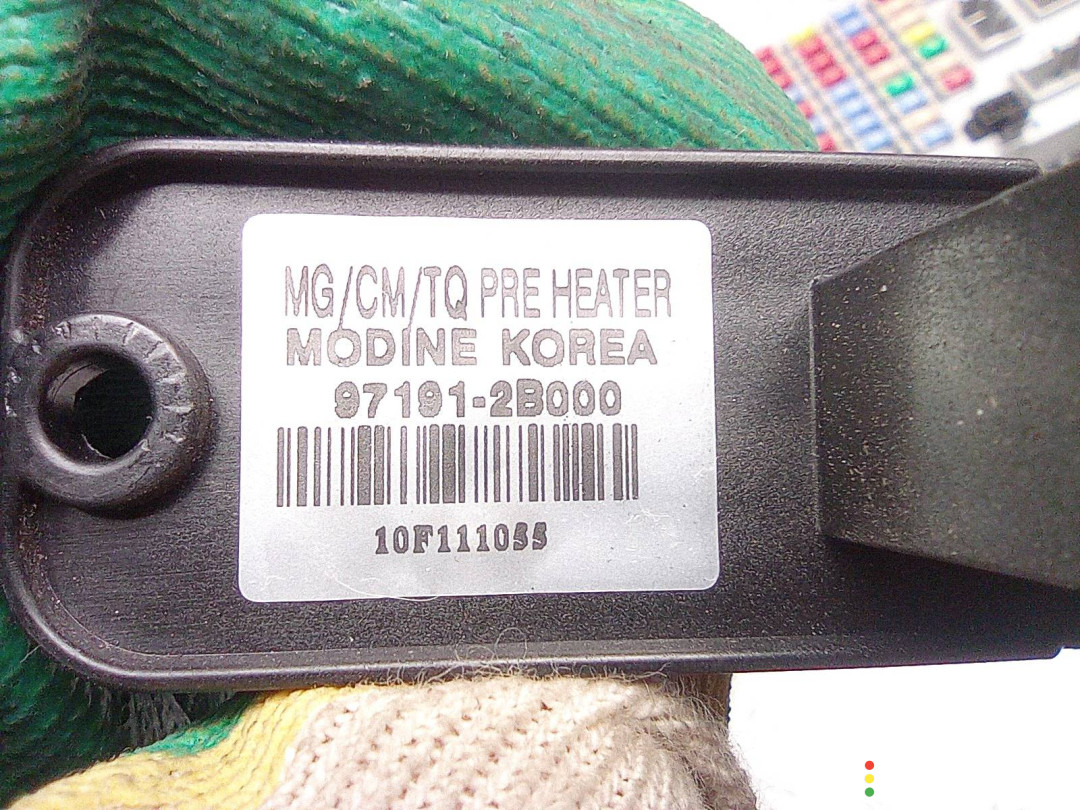 MG/CM/TQ PRE HEATER
MODINE KOREA
97191-2B000
10F111055